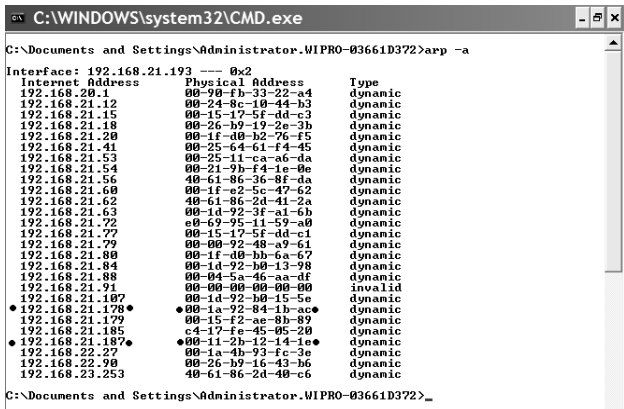 C:\WINDOWS\system32\CMD.exe
C:\Documents and Settings\Administrator.WIPRO-03661D372>arp -a
Interface: 192.168.21.193 --- 0x2
Internet Address Physical Address Type
192.168.20.1 00-90-fb-33-22-a4 dynamic
192.168.21.12 00-24-8c-10-44-b3 dynamic
192.168.21.15 00-15-17-5f-dd-c3 dynamic
192.168.21.18 00-26-b9-19-2e-3b dynamic
192.168.21.20 00-1f-d0-b2-76-f5 dynamic
192.168.21.41 00-25-64-61-f4-45 dynamic
192.168.21.53 00-25-11-ca-a6-da dynamic
192.168.21.54 00-21-9b-f4-1e-0e dynamic
192.168.21.56 40-61-86-36-8f-da dynamic
192.168.21.60 00-1f-e2-5c-47-62 dynamic
192.168.21.62 40-61-86-2d-41-2a dynamic
192.168.21.63 00-1d-92-3f-a1-6b dynamic
192.168.21.72 e0-69-95-11-59-a0 dynamic
192.168.21.77 00-15-17-5f-dd-c1 dynamic
192.168.21.79 00-00-92-48-a9-61 dynamic
192.168.21.80 00-1f-d0-bb-6a-67 dynamic
192.168.21.84 00-1d-92-b0-13-98 dynamic
192.168.21.88 00-04-5a-46-aa-df dynamic
192.168.21.91 00-00-00-00-00-00 invalid
192.168.21.107 00-1d-92-b0-15-5e dynamic
192.168.21.178 00-1a-92-84-1b-ac dynamic
192.168.21.179 00-15-f2-ae-8b-89 dynamic
192.168.21.185 c4-17-fe-45-05-20 dynamic
192.168.21.187 00-11-2b-12-14-1e dynamic
192.168.22.27 00-1a-4b-93-fc-3e dynamic
192.168.22.90 00-26-b9-16-43-b6 dynamic
192.168.23.253 40-61-86-2d-40-c6 dynamic
C:\Documents and Settings\Administrator.WIPRO-03661D372>_